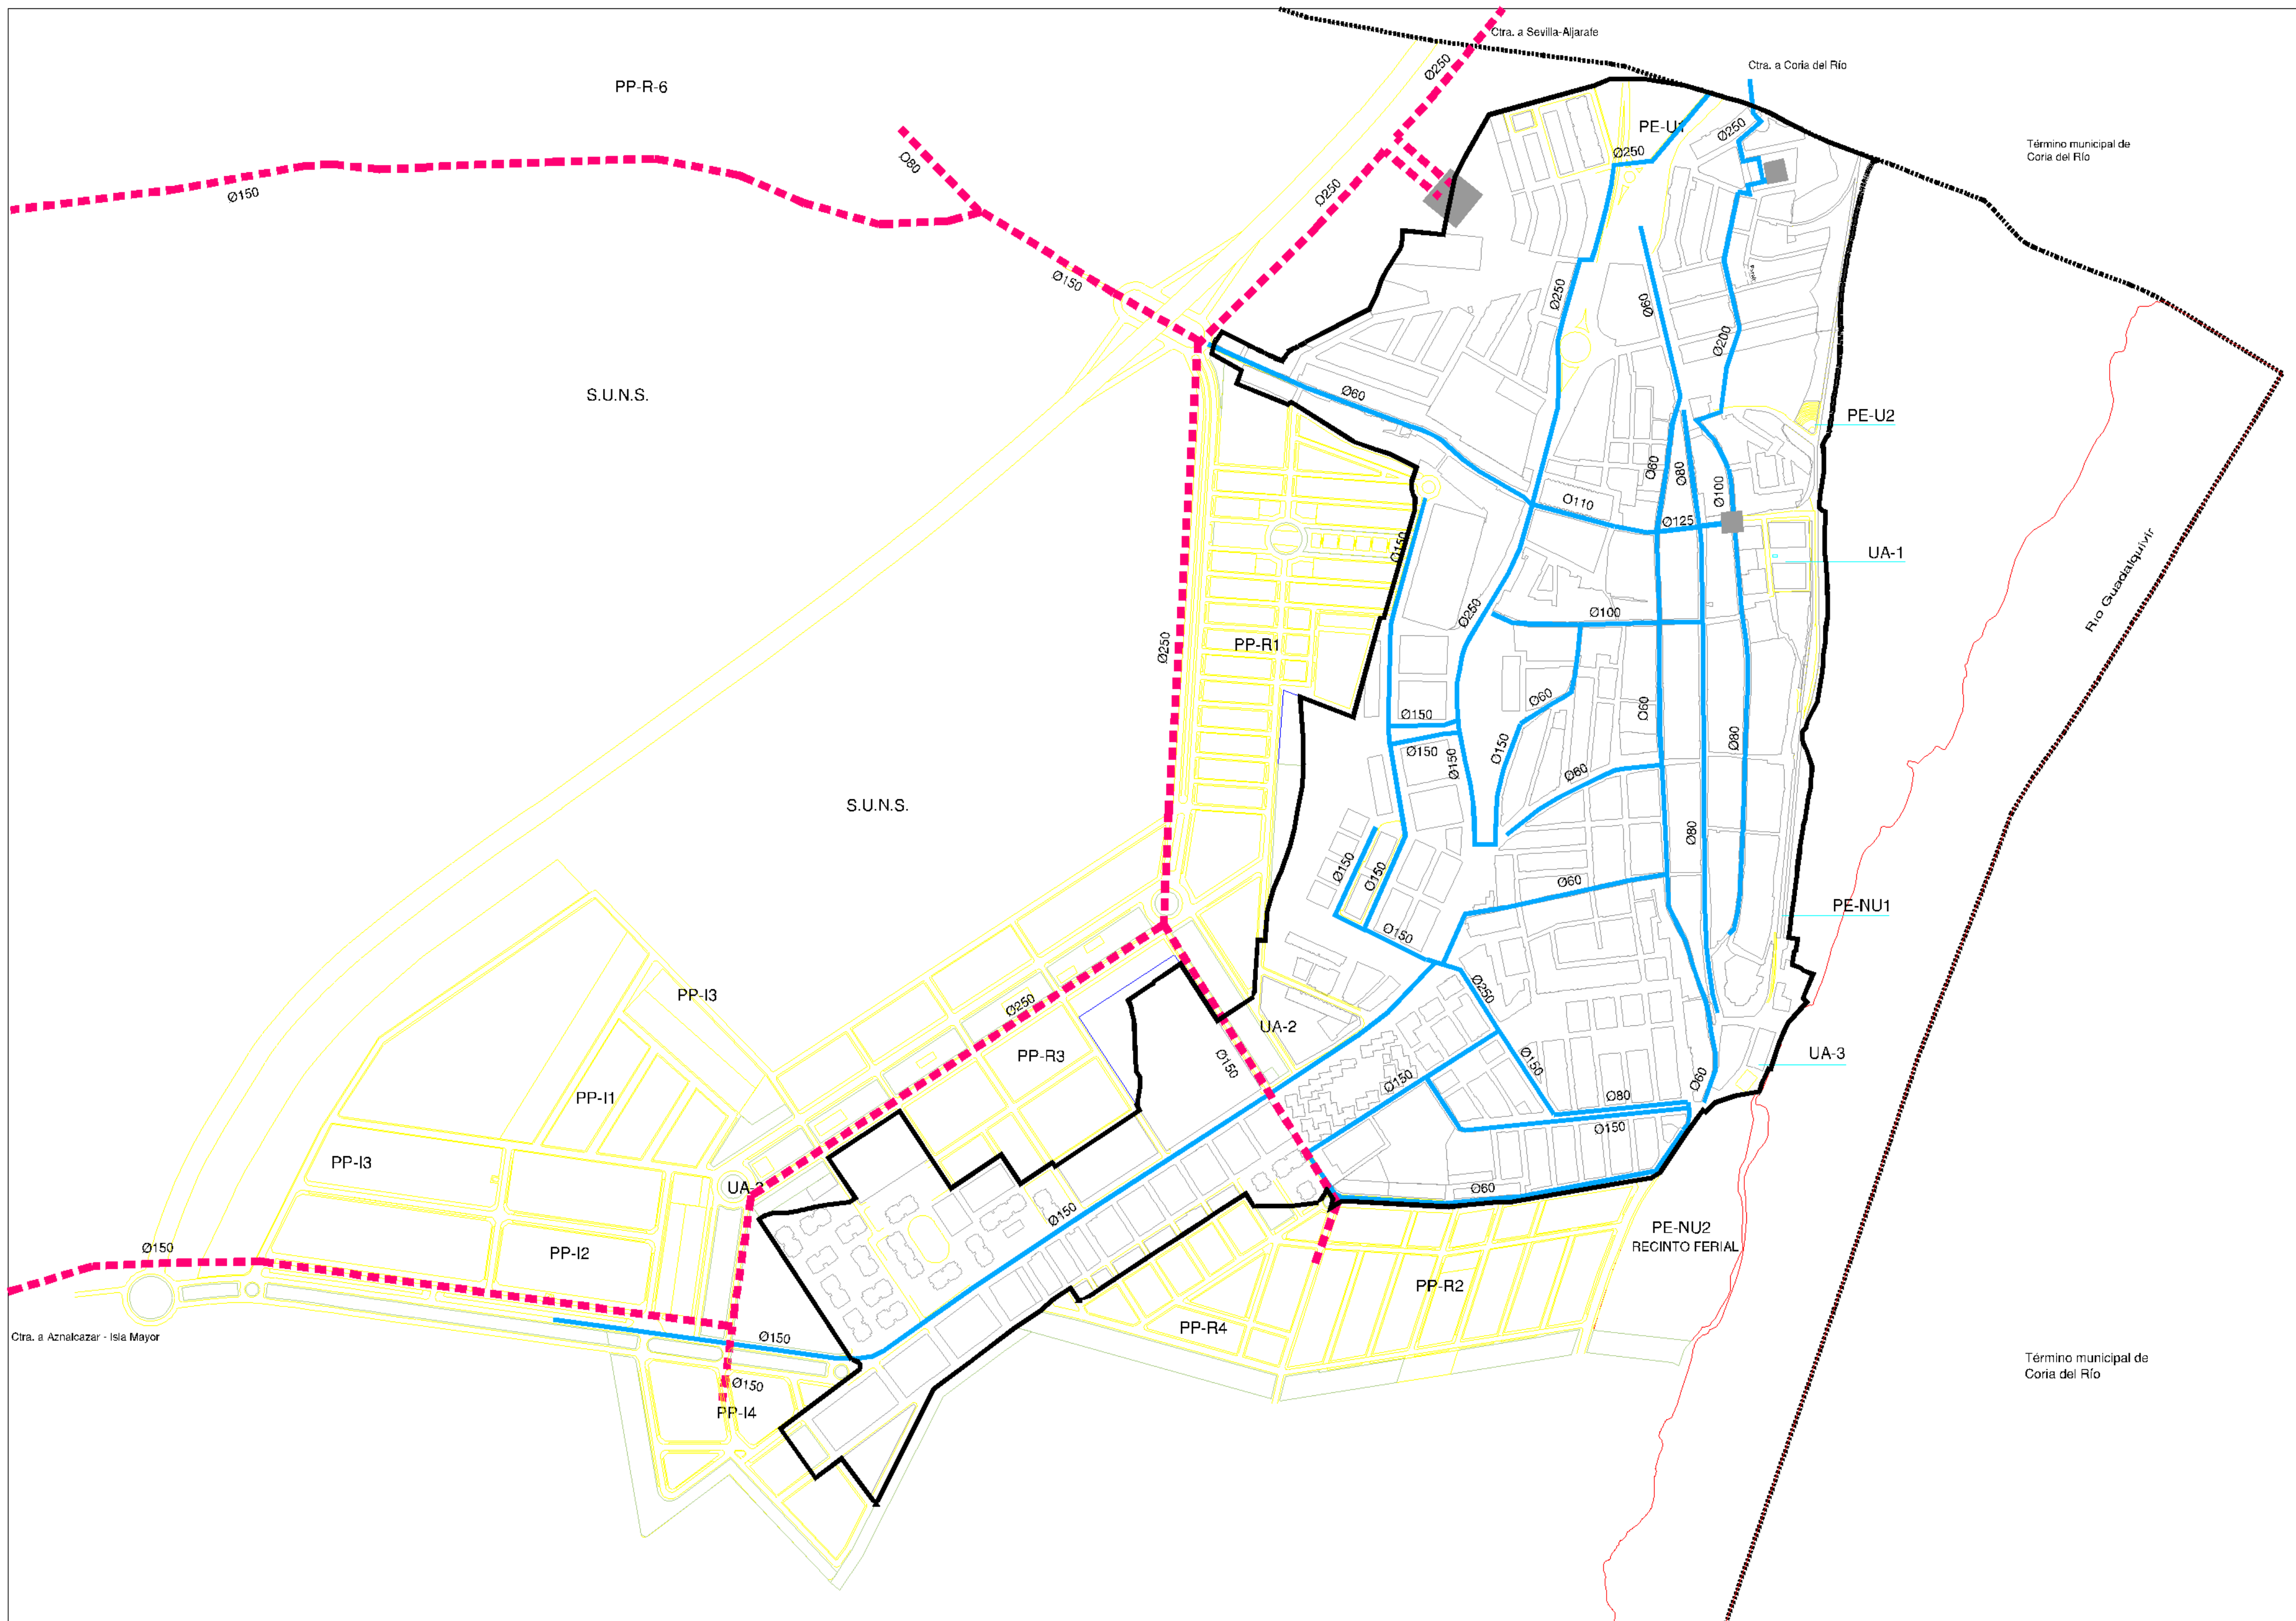 Ctra. a Sevilla-Aljarafe
Ø250
Ctra. a Coria del Río
PP-R-6
PE-U1
Ø250
Ø250
Término municipal de
Coria del Río
Ø80
Ø150
Ø250
Ø150
Ø250
Ø60
Ø200
S.U.N.S.
Ø60
PE-U2
Ø60
Ø80
Ø100
Ø110
Ø125
UA-1
Ø150
Río Guadalquivir
Ø250
Ø100
PP-R1
Ø250
Ø60
Ø60
Ø150
Ø150
Ø150
Ø150
Ø80
Ø60
S.U.N.S.
Ø80
Ø150
Ø150
Ø60
PE-NU1
Ø150
Ø250
PP-I3
Ø250
UA-2
PP-R3
Ø150
UA-3
Ø150
Ø150
Ø60
PP-I1
Ø80
Ø150
PP-I3
UA-2
Ø60
Ø150
PE-NU2
RECINTO FERIAL
Ø150
PP-I2
PP-R2
PP-R4
Ctra. a Aznalcazar - Isla Mayor
Ø150
Término municipal de
Coria del Río
Ø150
PP-I4